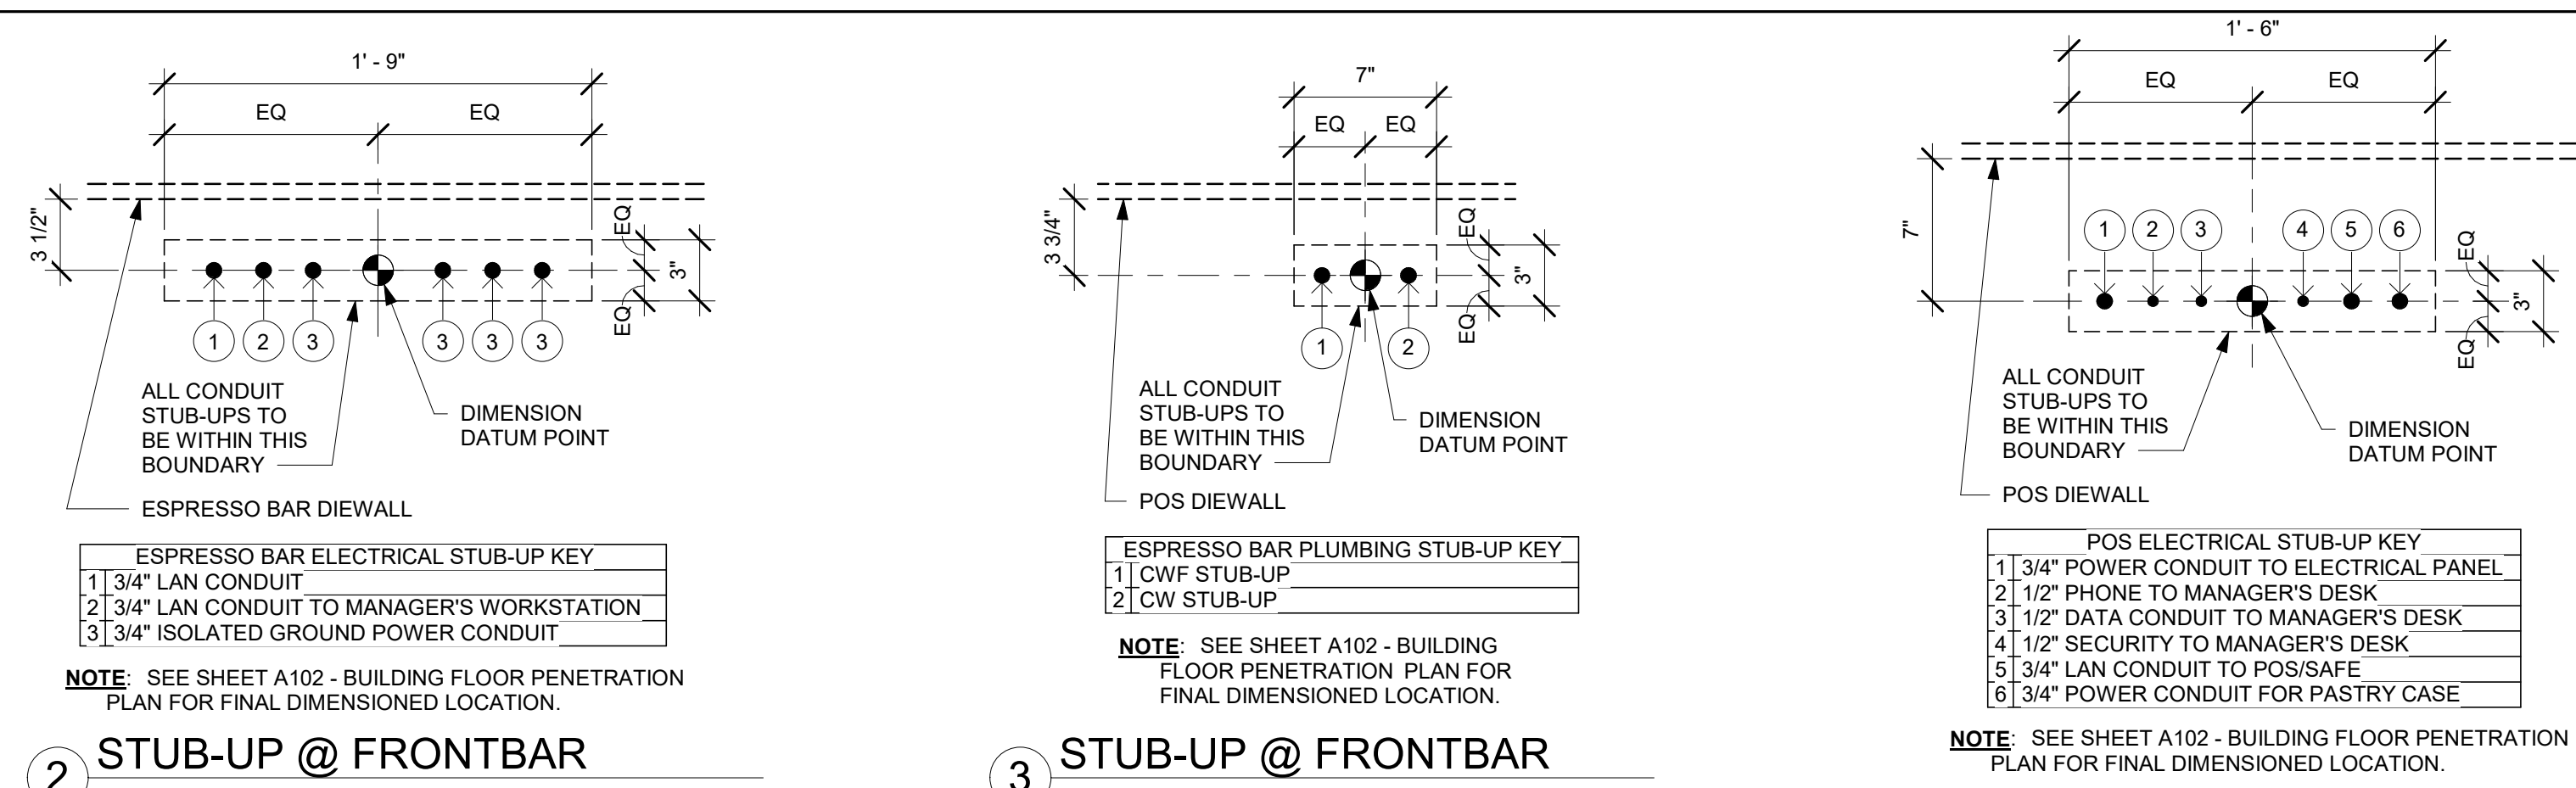 1' - 9"
EQ
EQ
3 1/2"
EQ
3"
EQ
1
2
3
3
3
3
ALL CONDUIT
STUB-UPS TO
BE WITHIN THIS
BOUNDARY
DIMENSION
DATUM POINT
ESPRESSO BAR DIEWALL
ESPRESSO BAR ELECTRICAL STUB-UP KEY
1 3/4" LAN CONDUIT
2 3/4" LAN CONDUIT TO MANAGER'S WORKSTATION
3 3/4" ISOLATED GROUND POWER CONDUIT
NOTE: SEE SHEET A102 - BUILDING FLOOR PENETRATION
PLAN FOR FINAL DIMENSIONED LOCATION.
2 STUB-UP @ FRONTBAR
7"
EQ
EQ
3 3/4"
EQ
3"
EQ
1
2
ALL CONDUIT
STUB-UPS TO
BE WITHIN THIS
BOUNDARY
DIMENSION
DATUM POINT
POS DIEWALL
ESPRESSO BAR PLUMBING STUB-UP KEY
1 CWF STUB-UP
2 CW STUB-UP
NOTE: SEE SHEET A102 - BUILDING
FLOOR PENETRATION PLAN FOR
FINAL DIMENSIONED LOCATION.
3 STUB-UP @ FRONTBAR
1' - 6"
EQ
EQ
7"
1
2
3
4
5
6
EQ
3"
EQ
ALL CONDUIT
STUB-UPS TO
BE WITHIN THIS
BOUNDARY
DIMENSION
DATUM POINT
POS DIEWALL
POS ELECTRICAL STUB-UP KEY
1 3/4" POWER CONDUIT TO ELECTRICAL PANEL
2 1/2" PHONE TO MANAGER'S DESK
3 1/2" DATA CONDUIT TO MANAGER'S DESK
4 1/2" SECURITY TO MANAGER'S DESK
5 3/4" LAN CONDUIT TO POS/SAFE
6 3/4" POWER CONDUIT FOR PASTRY CASE
NOTE: SEE SHEET A102 - BUILDING FLOOR PENETRATION
PLAN FOR FINAL DIMENSIONED LOCATION.